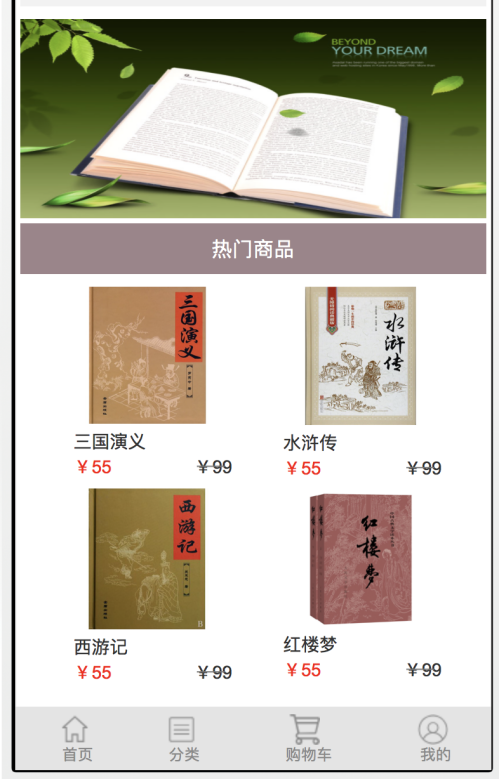 BEYOND
YOUR DREAM
热门商品
三国演义
水浒传
三国演义
¥55 ¥99
水浒传
¥55 ¥99
西游记
红楼梦
西游记
¥55 ¥99
红楼梦
¥55 ¥99
首页 分类 购物车 我的